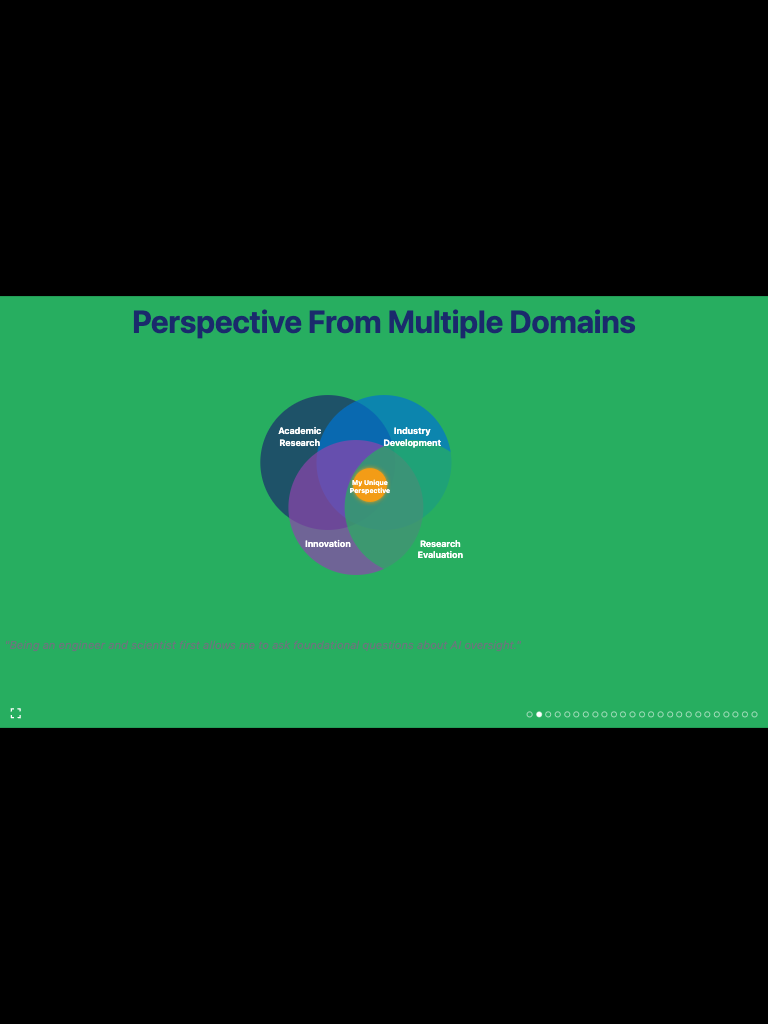 Perspective From Multiple Domains
Academic
Research
Industry
Development
My Unique
Perspective
Innovation
Research
Evaluation
"Being an engineer and scientist first allows me to ask foundational questions about AI oversight."